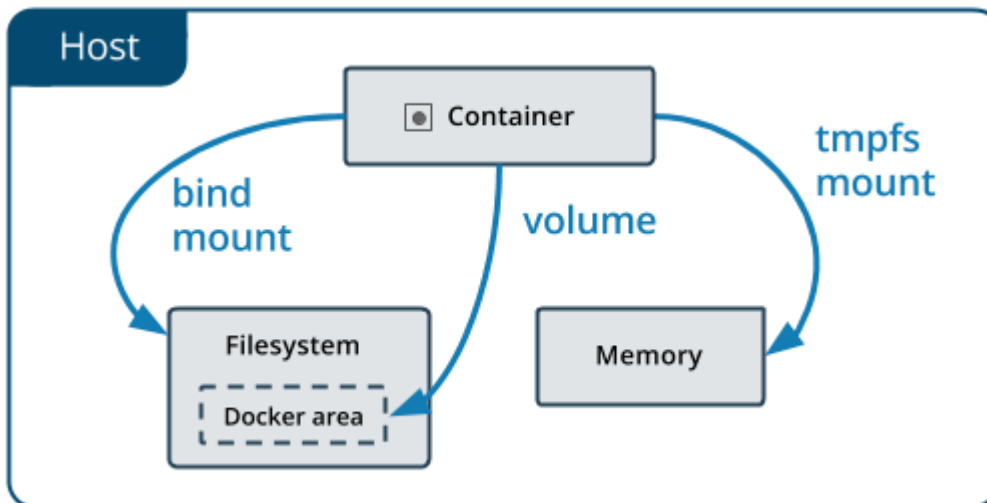 Host
Container
bind
mount
volume
tmpfs
mount
Filesystem
Docker area
Memory